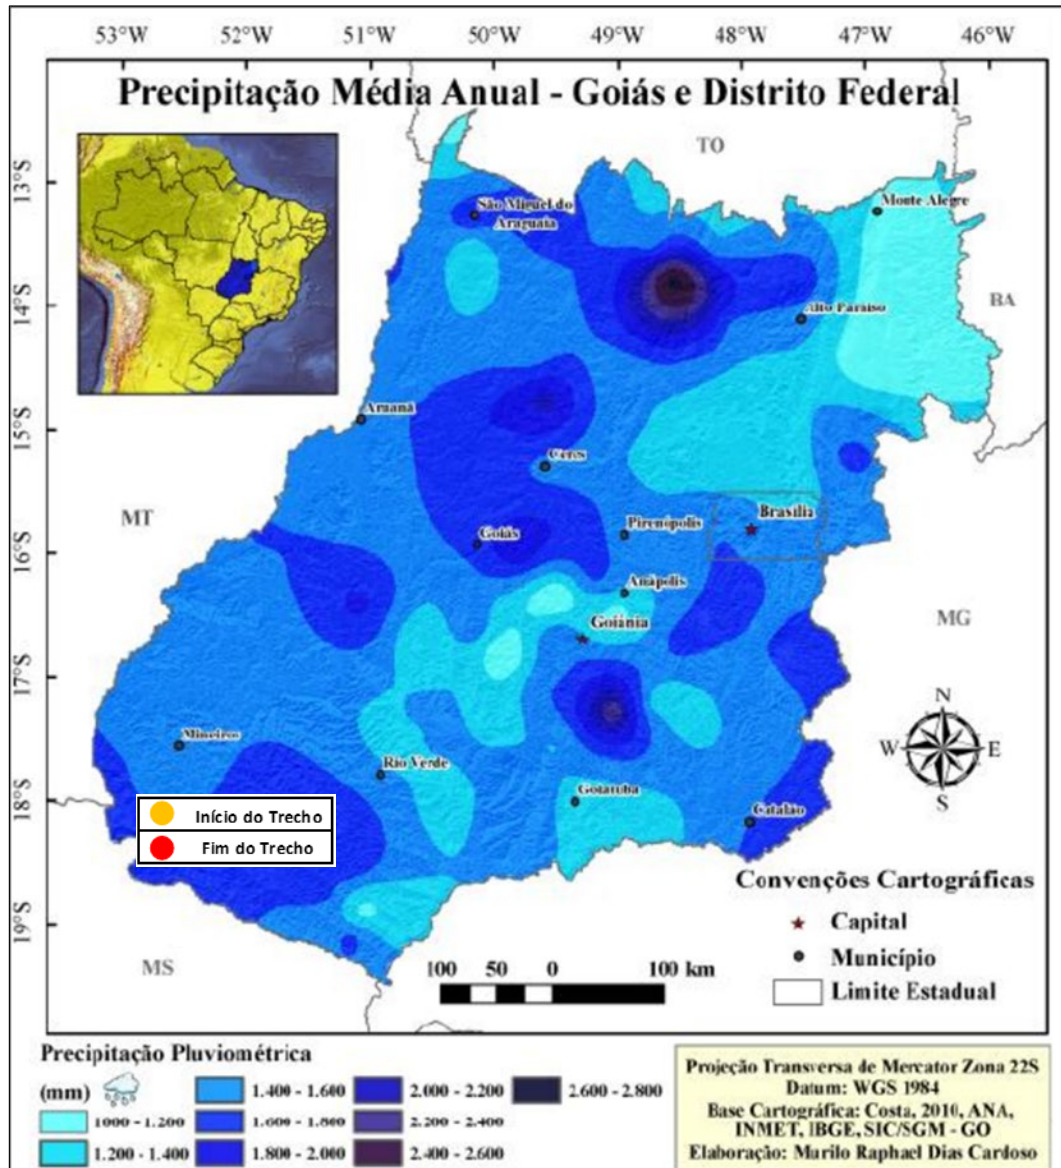 53°W 52°W 51°W 50°W 49°W 48°W 47°W 46°W
Precipitação Média Anual - Goiás e Distrito Federal
TO
13°S
São Miguel do
Araguaia
Monte Alegre
14°S
Alto Paraíso
BA
Aruanã
15°S
Ceres
MT
Goiás
Pirenópolis
Brasília
16°S
Anápolis
Goiânia
MG
17°S
Mineiros
Rio Verde
N
W E
S
18°S
Goiatuba
Catalão
Início do Trecho
Fim do Trecho
Convenções Cartográficas
19°S
Capital
MS
Município
100 50 0 100 km
Limite Estadual
Precipitação Pluviométrica
(mm)
1000 - 1.200
1.200 - 1.400
1.400 - 1.600
1.600 - 1.800
1.800 - 2.000
2.000 - 2.200
2.200 - 2.400
2.400 - 2.600
2.600 - 2.800
Projeção Transversa de Mercator Zona 22S
Datum: WGS 1984
Base Cartográfica: Costa, 2010, ANA,
INMET, IBGE, SIC/SGM - GO
Elaboração: Murilo Raphael Dias Cardoso